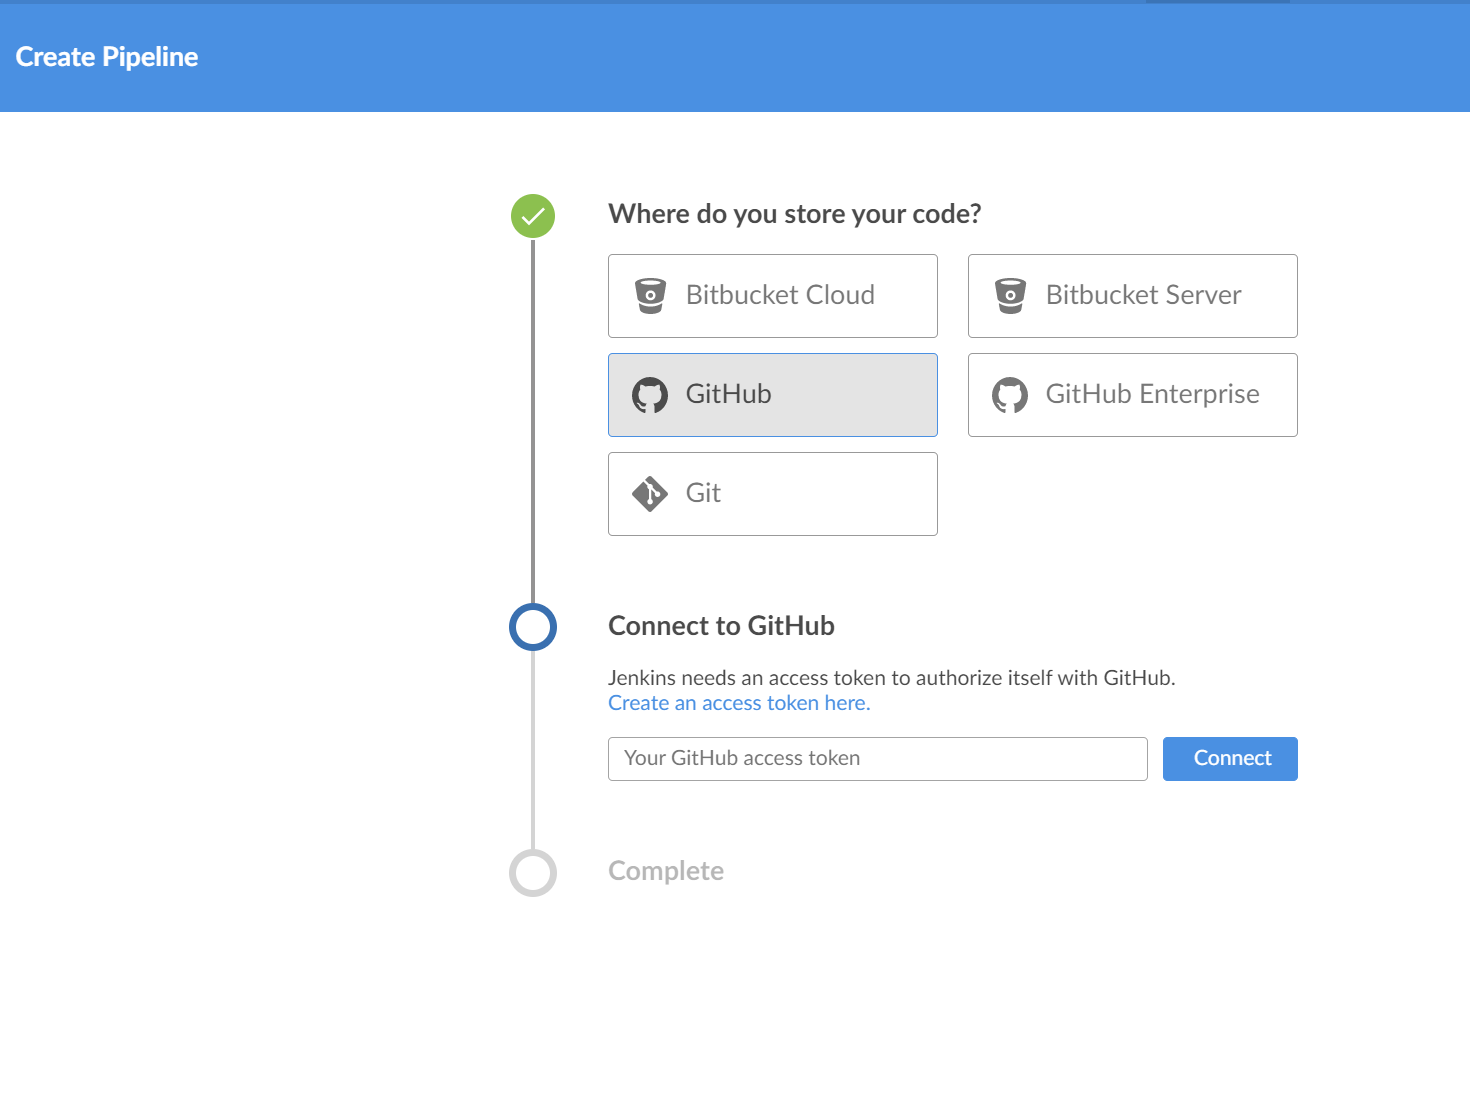 Create Pipeline
Where do you store your code?
Bitbucket Cloud
Bitbucket Server
GitHub
GitHub Enterprise
Git
Connect to GitHub
Jenkins needs an access token to authorize itself with GitHub.
Create an access token here.
Your GitHub access token
Connect
Complete